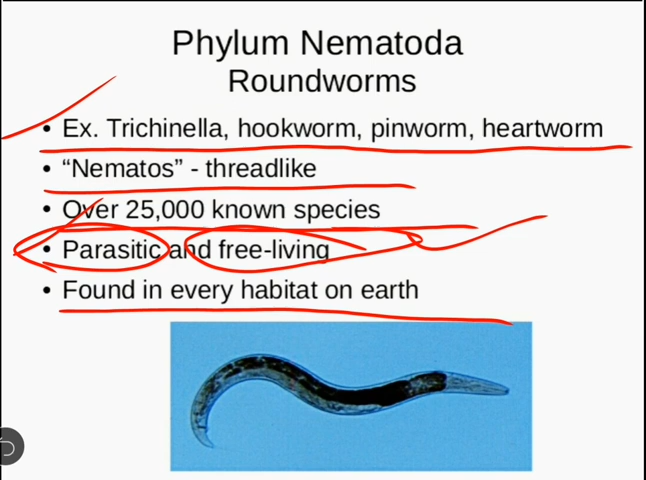 Phylum Nematoda
Roundworms
• Ex. Trichinella, hookworm, pinworm, heartworm
• “Nematos” - threadlike
• Over 25,000 known species
• Parasitic and free-living
• Found in every habitat on earth